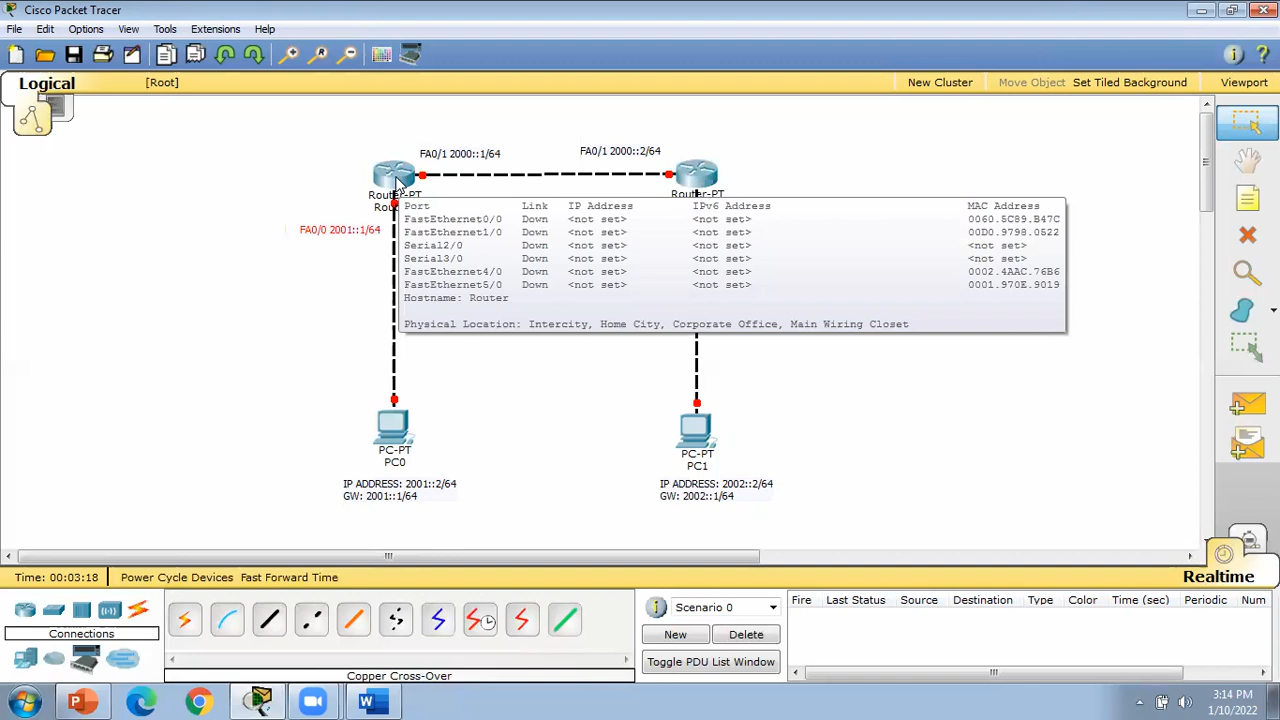 Cisco Packet Tracer
File Edit Options View Tools Extensions Help
Logical
[Root]
New Cluster
Move Object
Set Tiled Background
Viewport
FA0/1 2000::1/64
FA0/1 2000::2/64
Router-PT
Router-PT
FA0/0 2001::1/64
Port Link IP Address IPv6 Address MAC Address
FastEthernet0/0 Down <not set> <not set> 0060.5C89.B47C
FastEthernet1/0 Down <not set> <not set> 00D0.9798.0522
Serial2/0 Down <not set> <not set> <not set>
Serial3/0 Down <not set> <not set> <not set>
FastEthernet4/0 Down <not set> <not set> 0002.4AAC.76B6
FastEthernet5/0 Down <not set> <not set> 0001.970E.9019
Hostname: Router
Physical Location: Intercity, Home City, Corporate Office, Main Wiring Closet
PC-PT
PC0
PC-PT
PC1
IP ADDRESS: 2001::2/64
GW: 2001::1/64
IP ADDRESS: 2002::2/64
GW: 2002::1/64
Time: 00:03:18
Power Cycle Devices Fast Forward Time
Realtime
Connections
Copper Cross-Over
Scenario 0
New
Delete
Toggle PDU List Window
Fire Last Status Source Destination Type Color Time (sec) Periodic Num
3:14 PM
1/10/2022